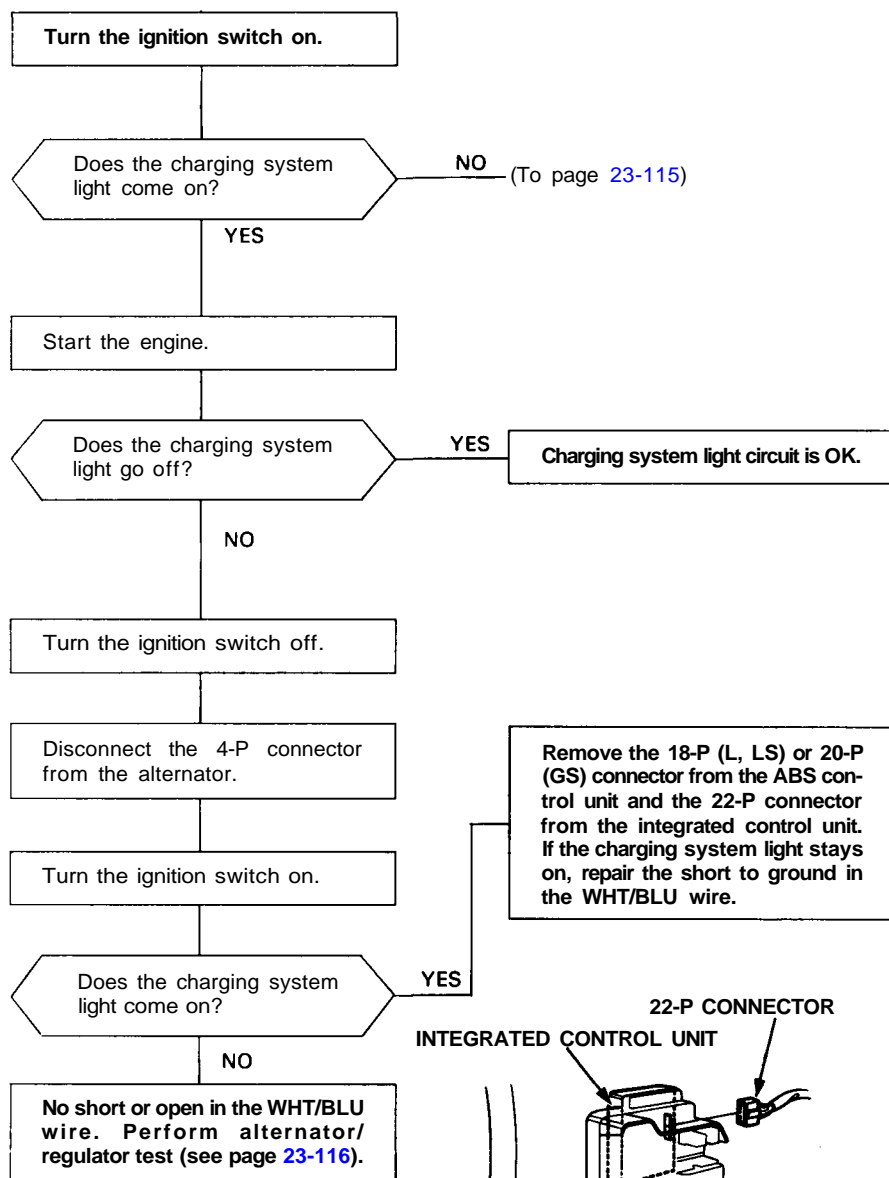 Turn the ignition switch on.
Does the charging system
light come on?
NO
(To page 23-115)
YES
Start the engine.
Does the charging system
light go off?
YES
Charging system light circuit is OK.
NO
Turn the ignition switch off.
Disconnect the 4-P connector
from the alternator.
Turn the ignition switch on.
Does the charging system
light come on?
YES
Remove the 18-P (L, LS) or 20-P
(GS) connector from the ABS con-
trol unit and the 22-P connector
from the integrated control unit.
If the charging system light stays
on, repair the short to ground in
the WHT/BLU wire.
NO
No short or open in the WHT/BLU
wire. Perform alternator/
regulator test (see page 23-116).
22-P CONNECTOR
INTEGRATED CONTROL UNIT